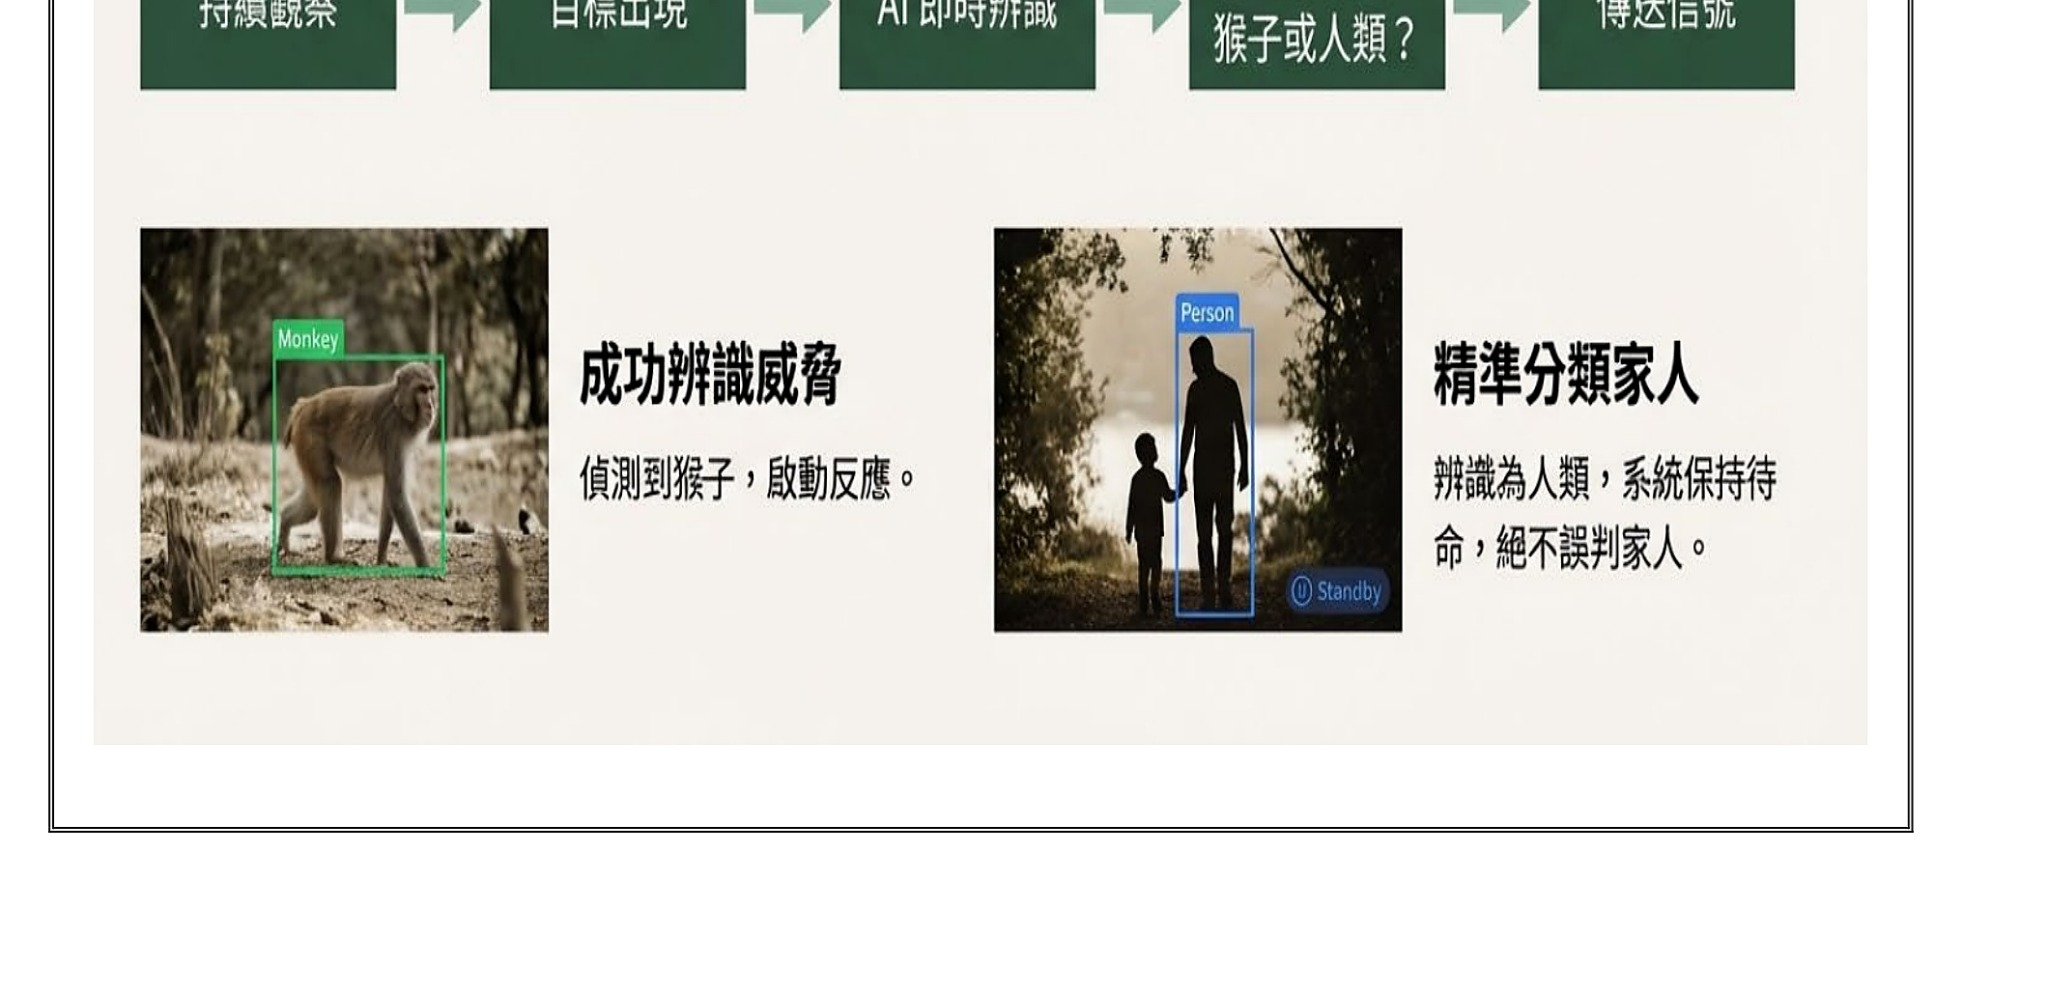 持續觀察
目標出現
AI 即時辨識
猴子或人類？
傳送信號
Monkey
成功辨識威脅
偵測到猴子，啟動反應。
Person
Standby
精準分類家人
辨識為人類，系統保持待
命，絕不誤判家人。